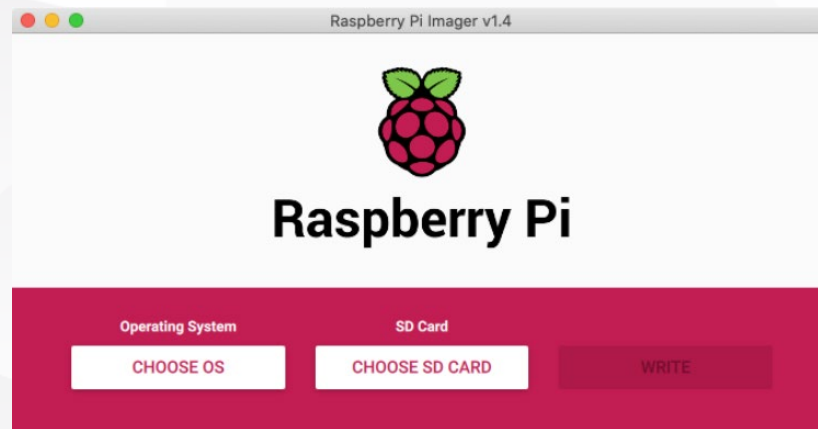 Raspberry Pi Imager v1.4
Raspberry Pi
Operating System
SD Card
CHOOSE OS
CHOOSE SD CARD
WRITE